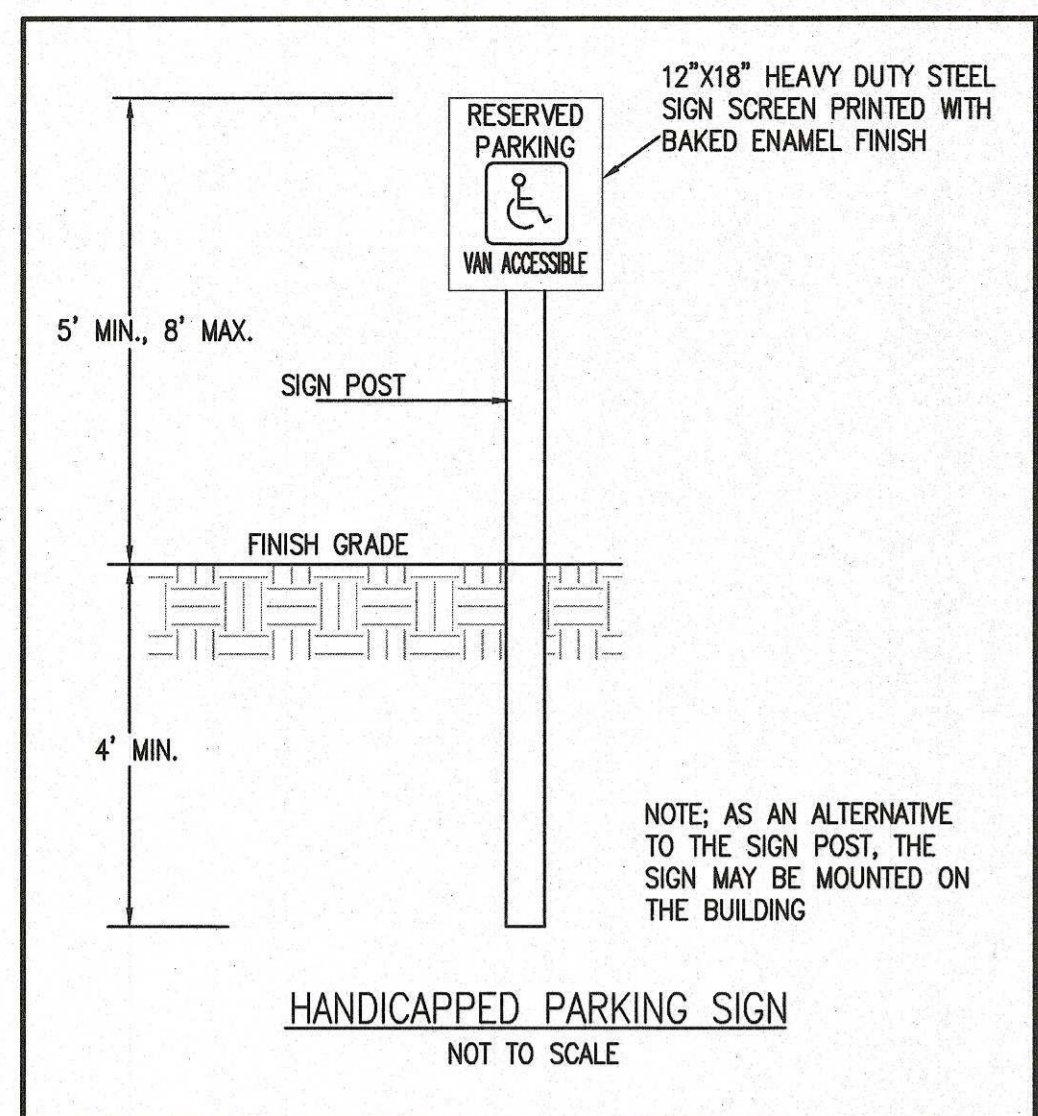 12"X18" HEAVY DUTY STEEL
SIGN SCREEN PRINTED WITH
BAKED ENAMEL FINISH
RESERVED
PARKING
VAN ACCESSIBLE
5' MIN., 8' MAX.
SIGN POST
FINISH GRADE
4' MIN.
NOTE; AS AN ALTERNATIVE
TO THE SIGN POST, THE
SIGN MAY BE MOUNTED ON
THE BUILDING
HANDICAPPED PARKING SIGN
NOT TO SCALE